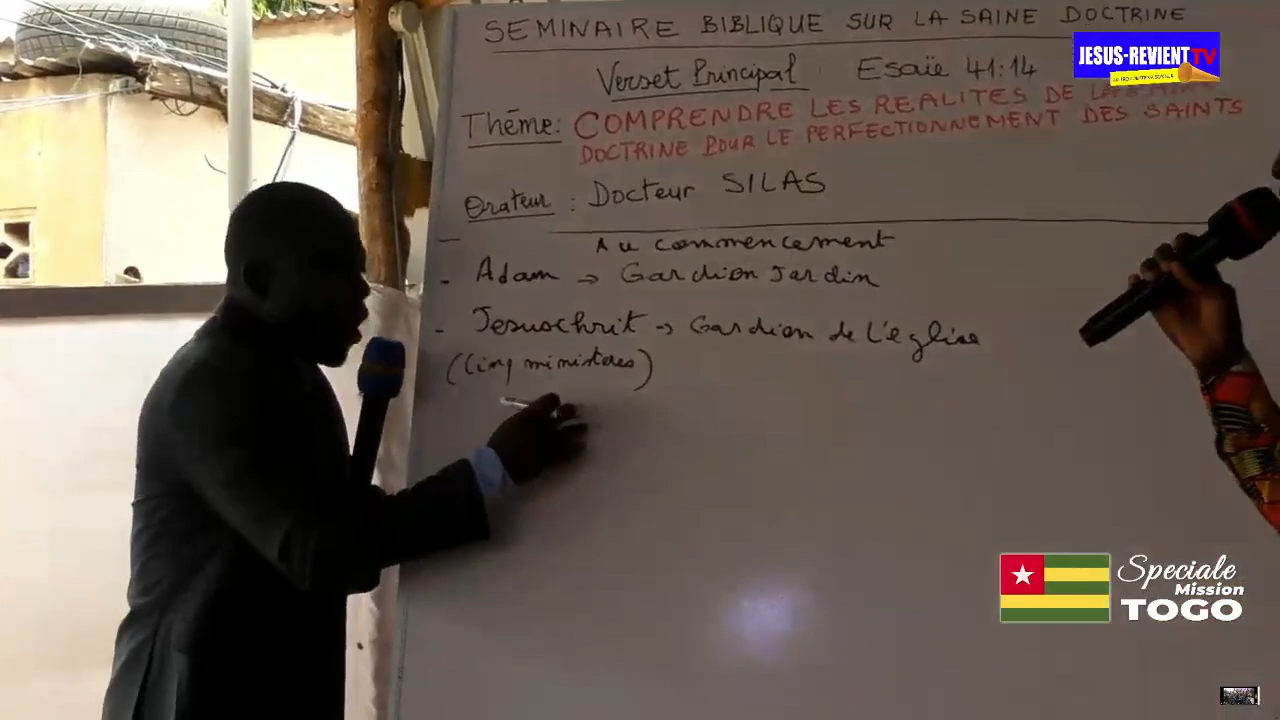 SEMINAIRE BIBLIQUE SUR LA SAINE DOCTRINE
JESUS-REVIENT TV
Verset Principal : Esaïe 41:14
Thême: COMPRENDRE LES REALITES DE LA
DOCTRINE POUR LE PERFECTIONNEMENT DES SAINTS
Orateur : Docteur SILAS
Au commencement
- Adam → Gardien Jardin
- Jesuschrit → Gardien de L'église
(Cinq ministères)
Speciale
Mission
TOGO